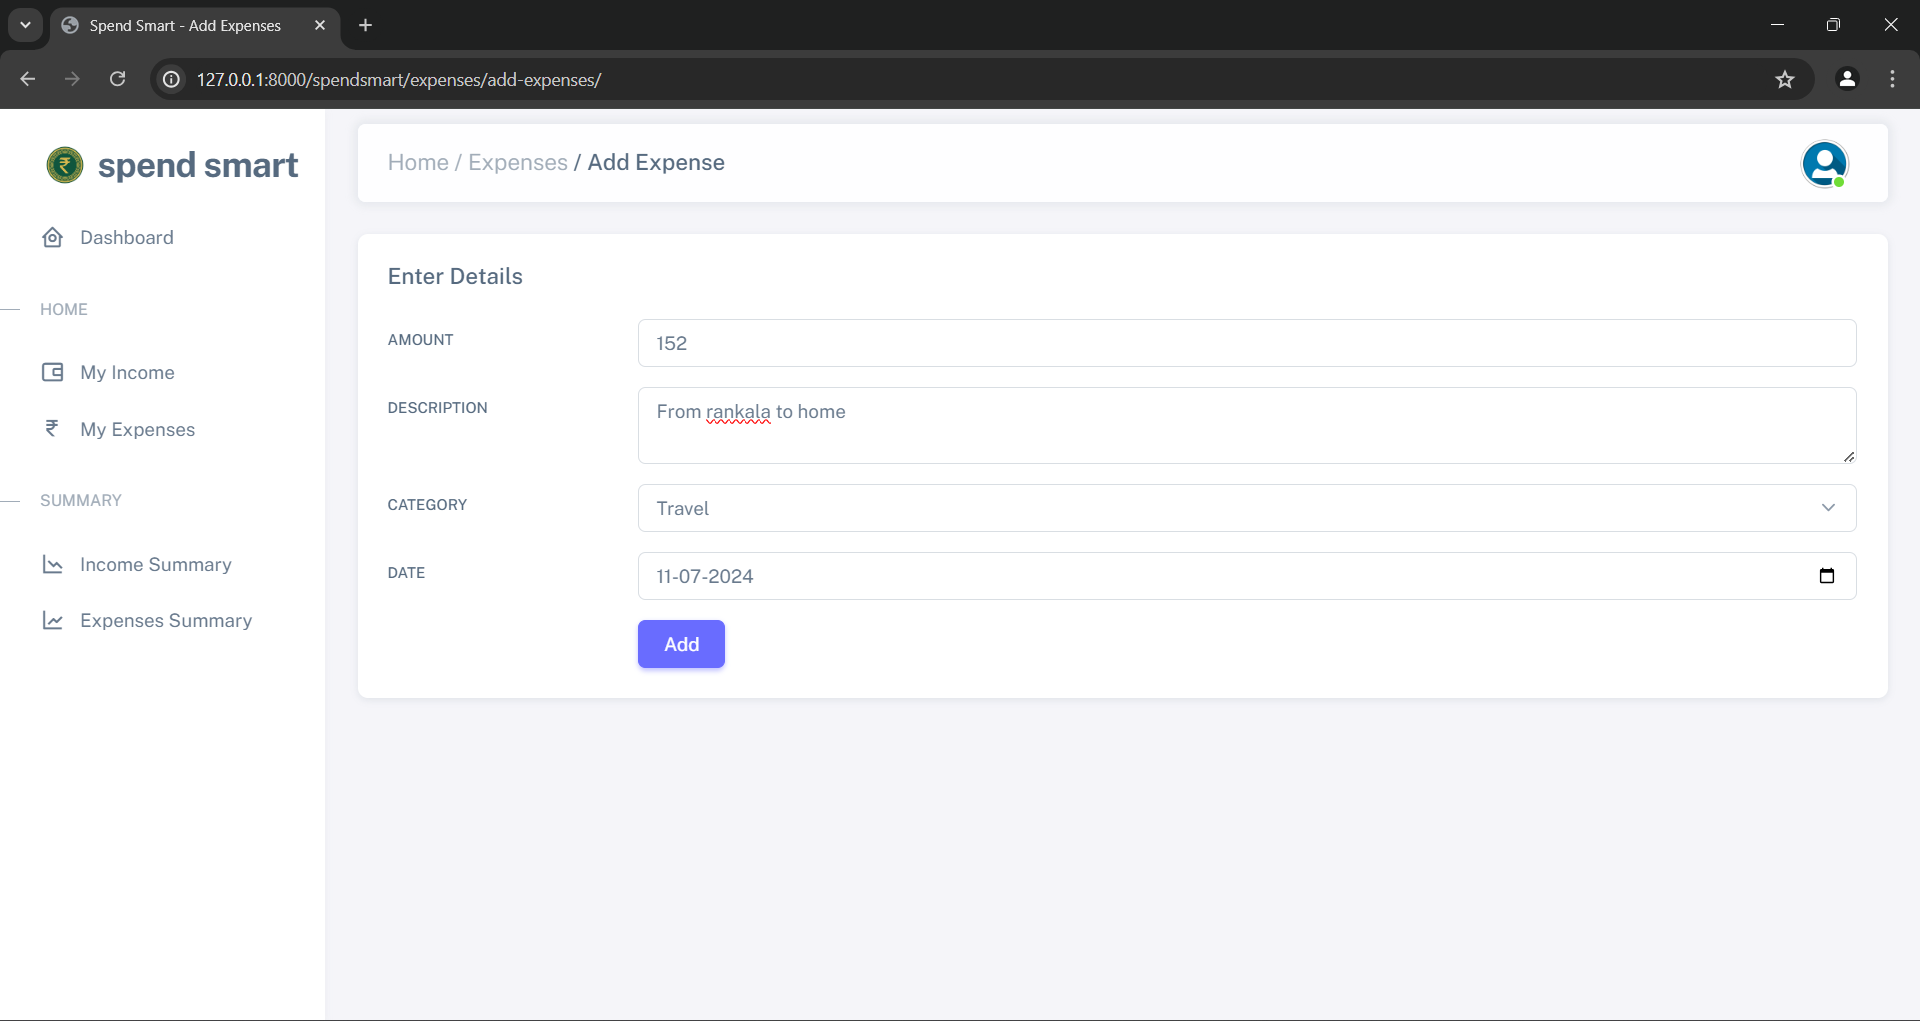 Spend Smart - Add Expenses
127.0.0.1:8000/spendsmart/expenses/add-expenses/
₹ spend smart
Home / Expenses / Add Expense
Dashboard
HOME
My Income
₹ My Expenses
SUMMARY
Income Summary
Expenses Summary
Enter Details
AMOUNT
152
DESCRIPTION
From rankala to home
CATEGORY
Travel
DATE
11-07-2024
Add